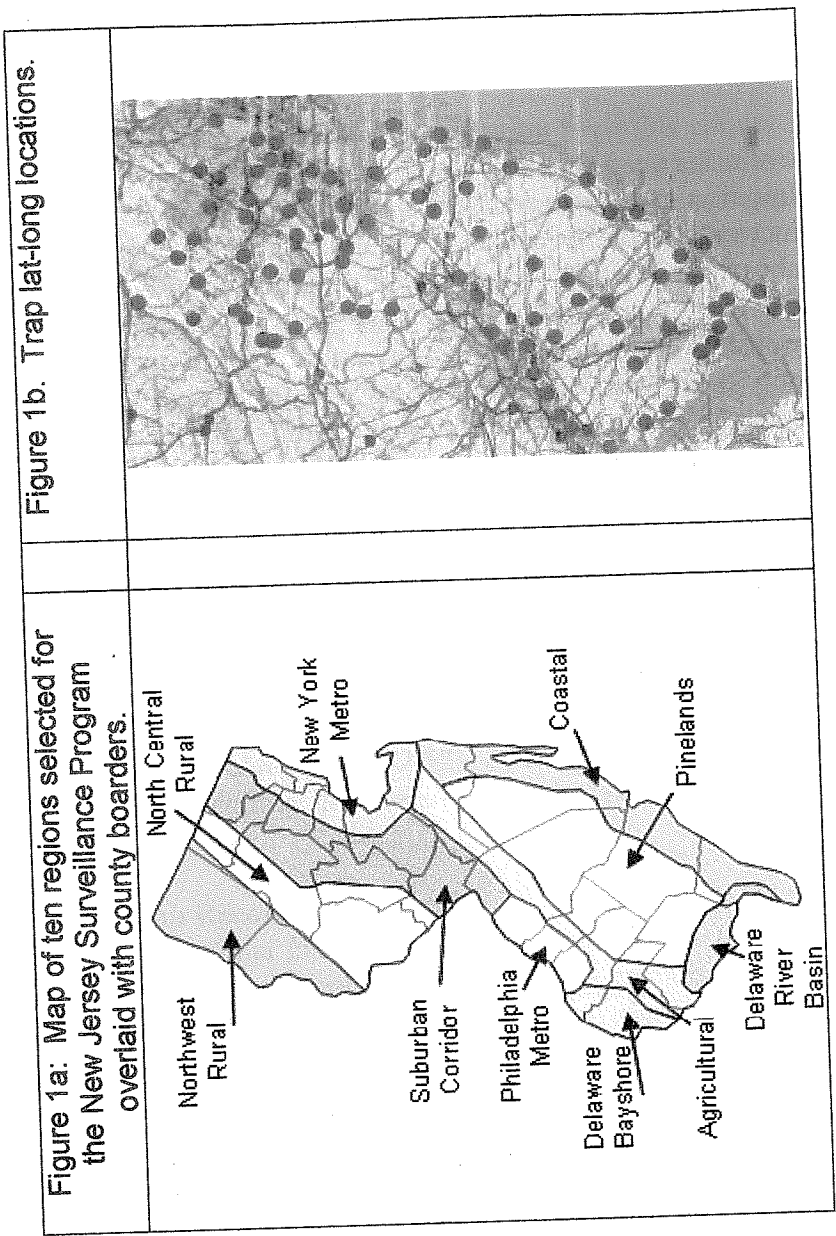 Figure 1a: Map of ten regions selected for
the New Jersey Surveillance Program
overlaid with county boarders.
Figure 1b. Trap lat-long locations.
Northwest
Rural
North Central
Rural
New York
Metro
Suburban
Corridor
Philadelphia
Metro
Coastal
Delaware
Bayshore
Pinelands
Agricultural
Delaware
River
Basin